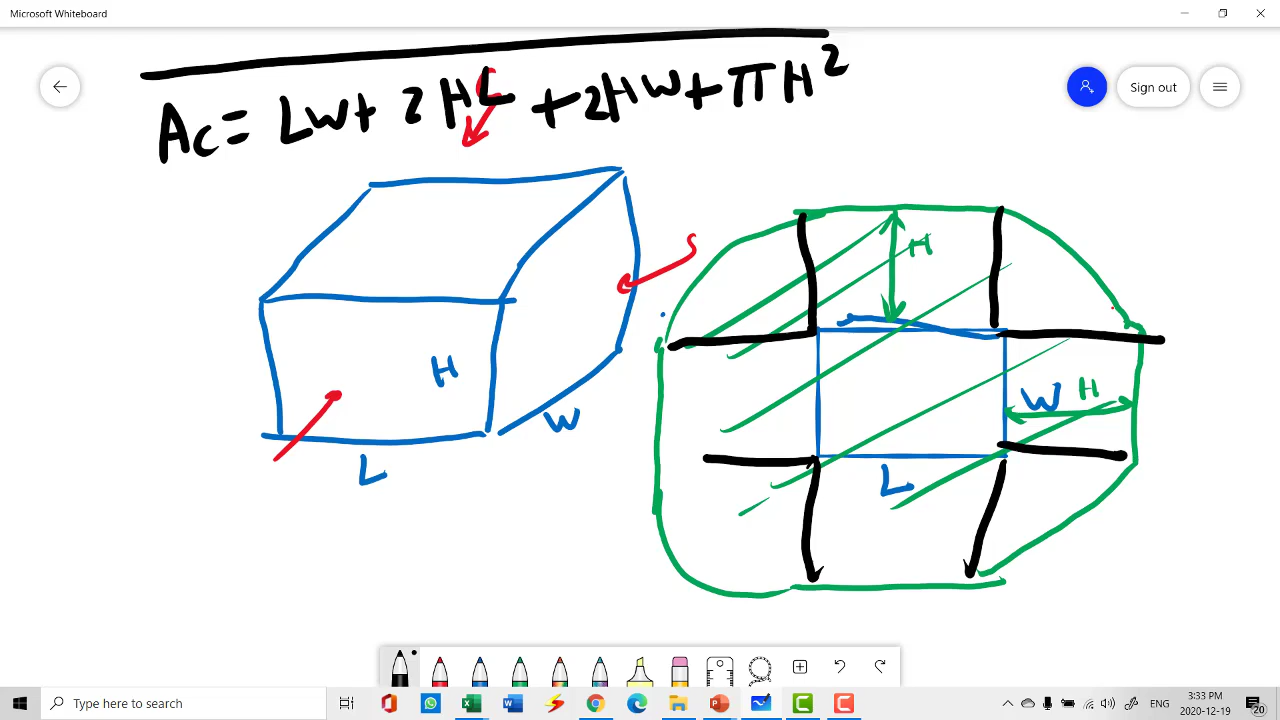 Microsoft Whiteboard
Sign out
Ac = LW + 2HL + 2HW + πH²
H
W
L
H
W H
L
Type here to search
ENG
3:33 PM
2020-12-19
20